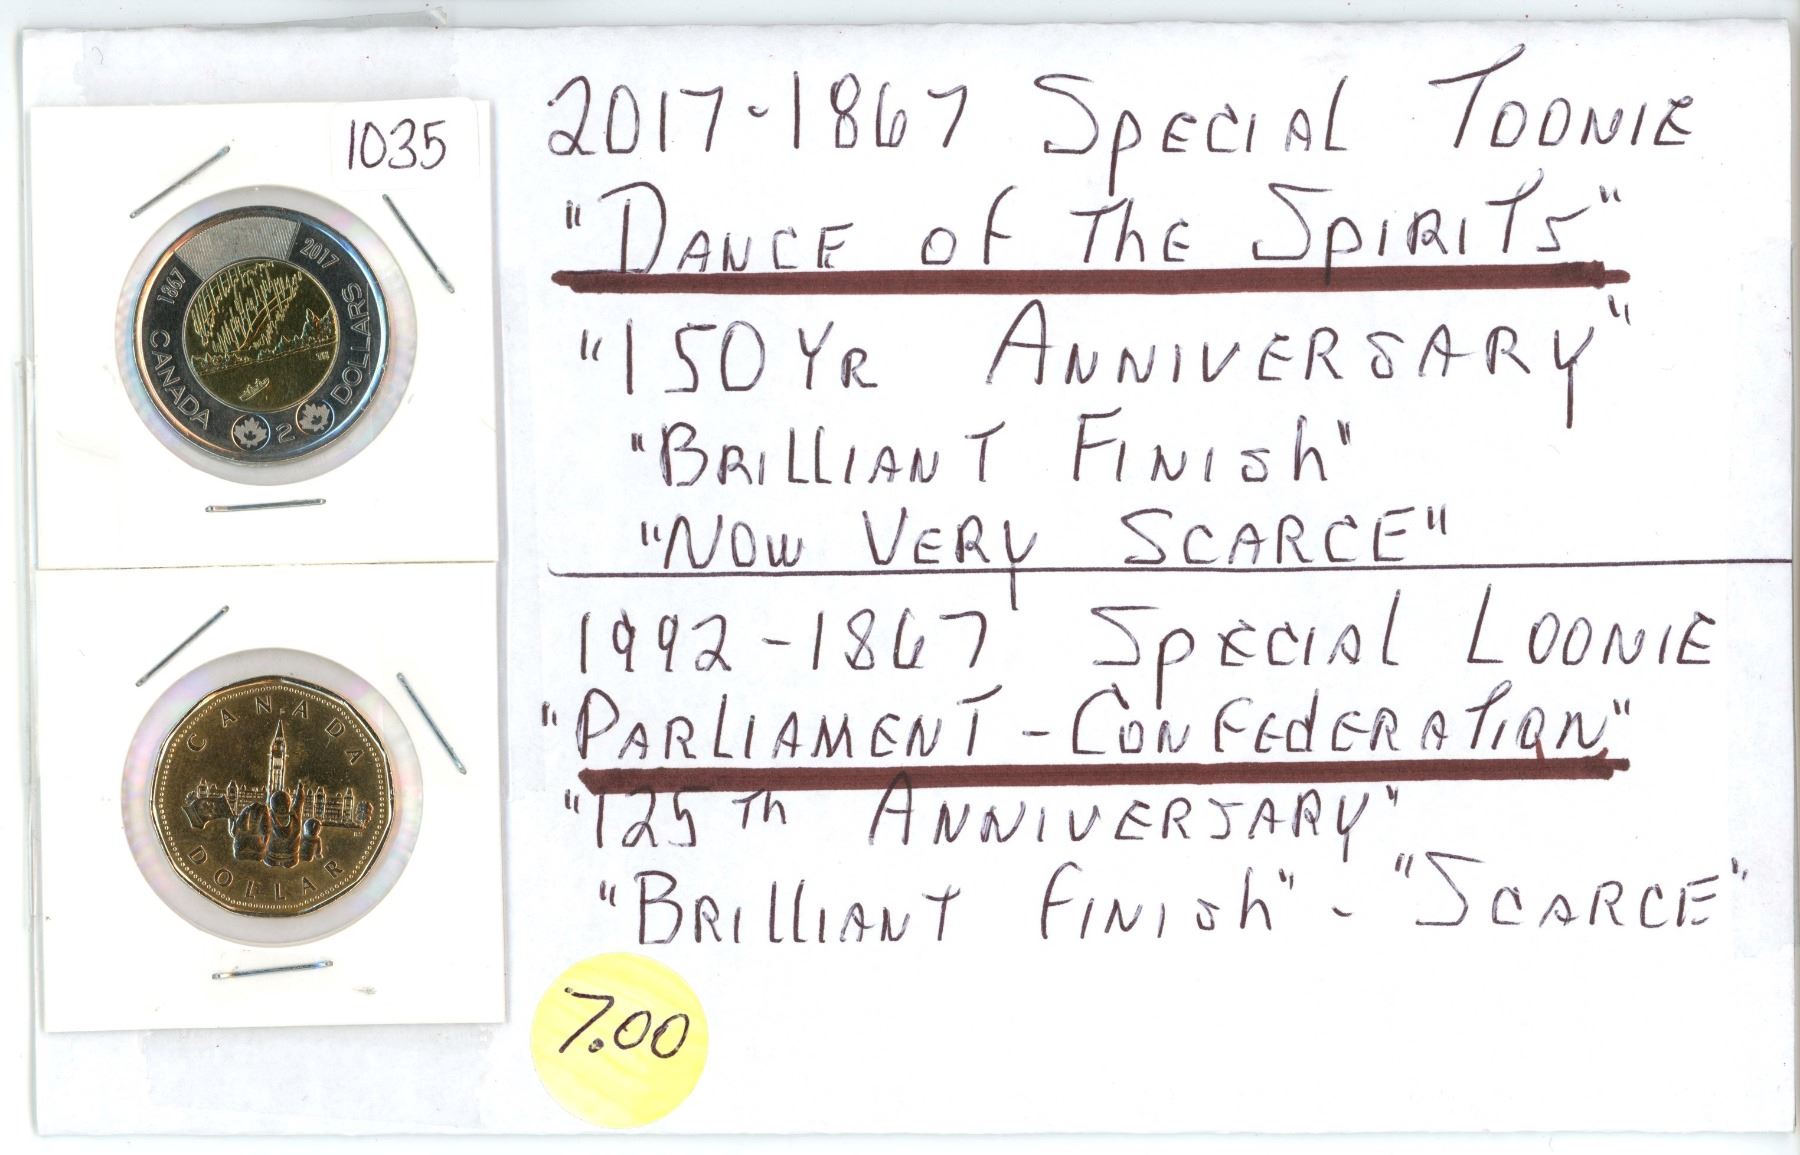 1035
1867 2017
CANADA 2 DOLLARS
CANADA
DOLLAR
2017-1867 SPECIAL TOONIE
"DANCE OF THE SPIRITS"
"150 YR ANNIVERSARY"
"BRILLIANT FINISH"
"NOW VERY SCARCE"
1992-1867 SPECIAL LOONIE
"PARLIAMENT - CONFEDERATION"
"125TH ANNIVERSARY"
"BRILLIANT FINISH" - "SCARCE"
7.00